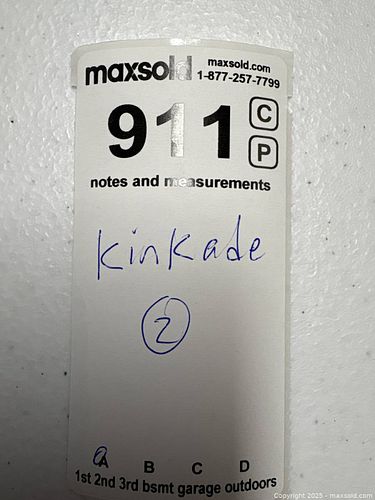 maxsold maxsold.com
1-877-257-7799
911 C
P
notes and measurements
Kinkade
2
A B C D
1st 2nd 3rd bsmt garage outdoors
Copyright 2025 - maxsold.com